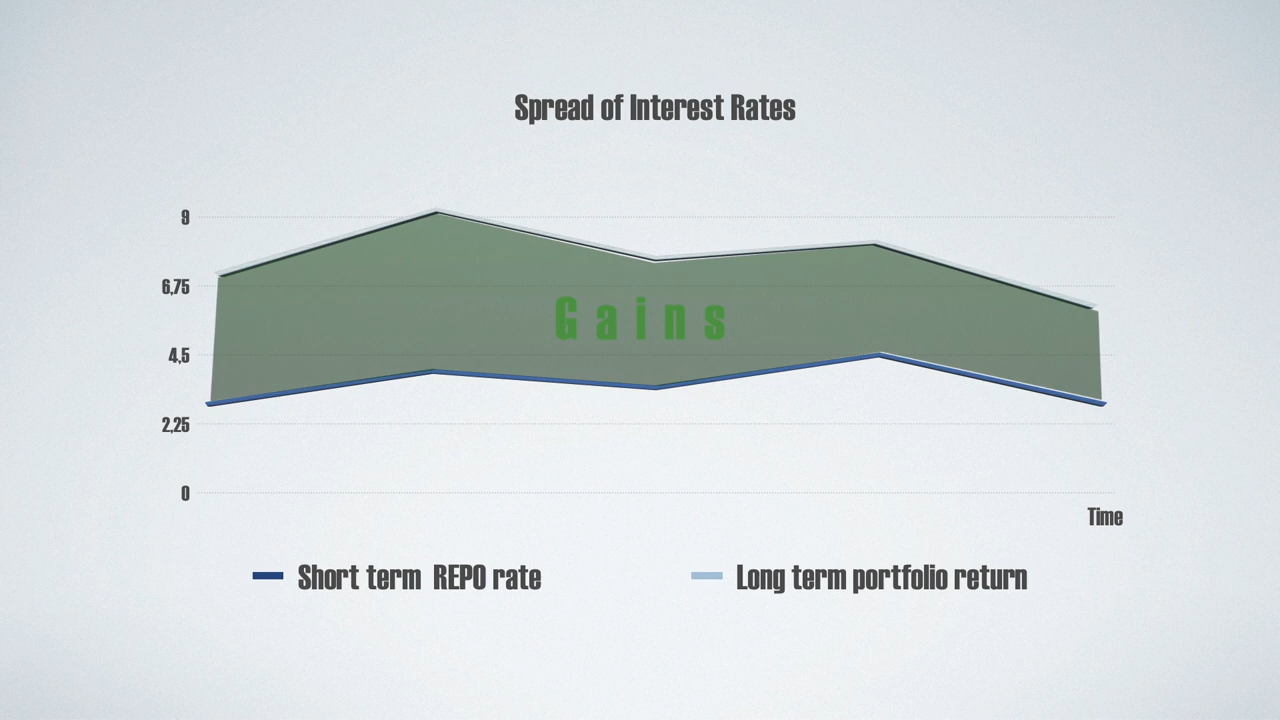 Spread of Interest Rates
9
6,75
Gains
4,5
2,25
0
Time
Short term REPO rate
Long term portfolio return